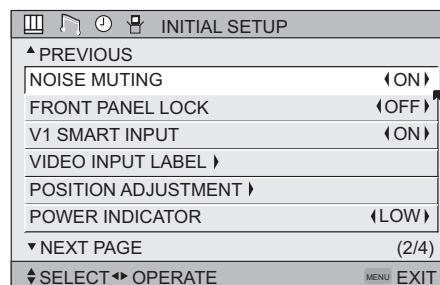 INITIAL SETUP
PREVIOUS
NOISE MUTING ON
FRONT PANEL LOCK OFF
V1 SMART INPUT ON
VIDEO INPUT LABEL
POSITION ADJUSTMENT
POWER INDICATOR LOW
NEXT PAGE (2/4)
SELECT OPERATE MENU EXIT